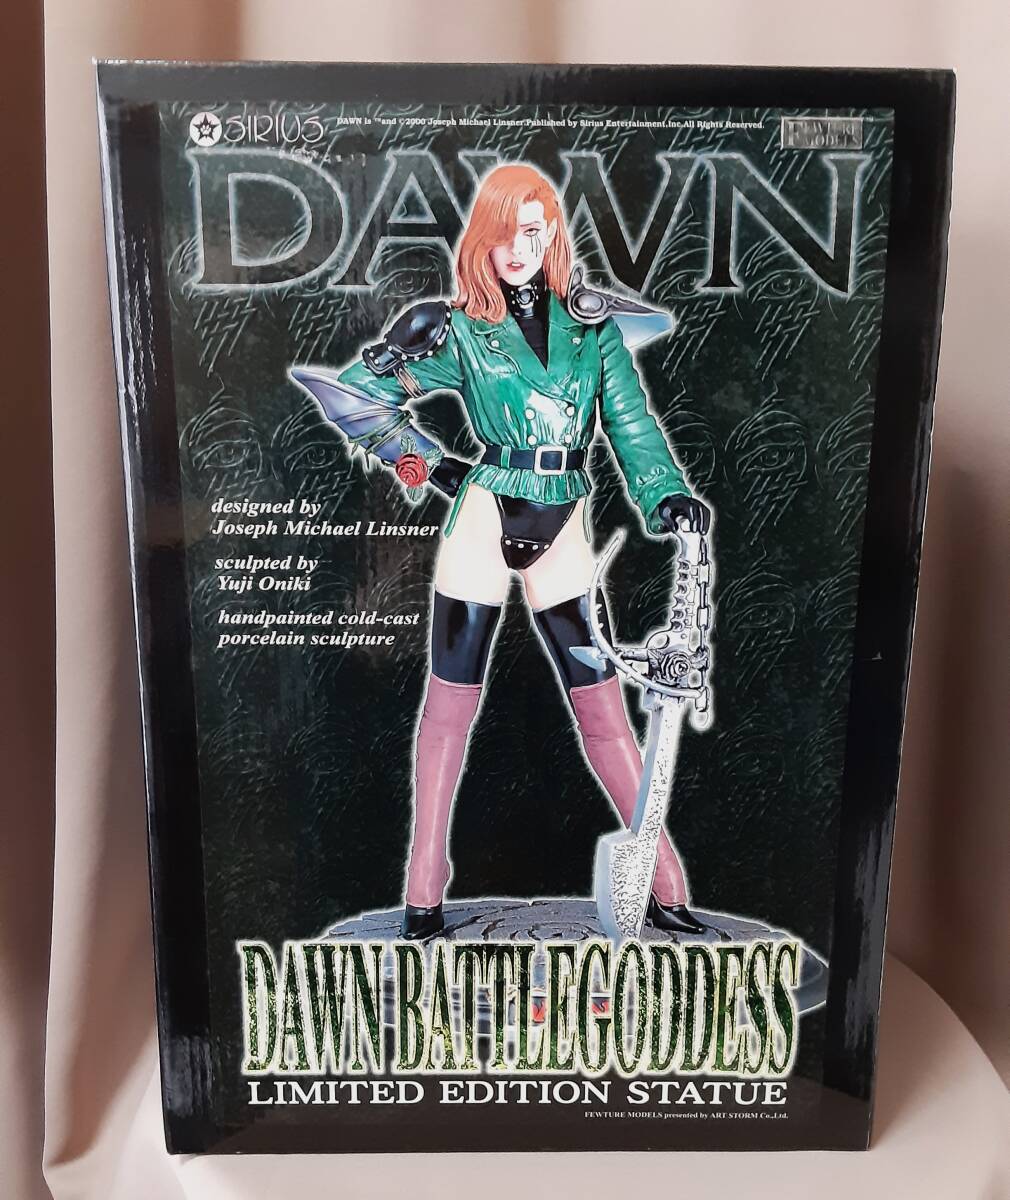 SIRIUS
DAWN is ™and ©2000 Joseph Michael Linsner.Published by Sirius Entertainment,Inc.All Rights Reserved.
FEWTURE
MODELS
™
DAWN
designed by
Joseph Michael Linsner
sculpted by
Yuji Oniki
handpainted cold-cast
porcelain sculpture
DAWN BATTLEGODDESS
LIMITED EDITION STATUE
FEWTURE MODELS presented by ART STORM Co.,Ltd.